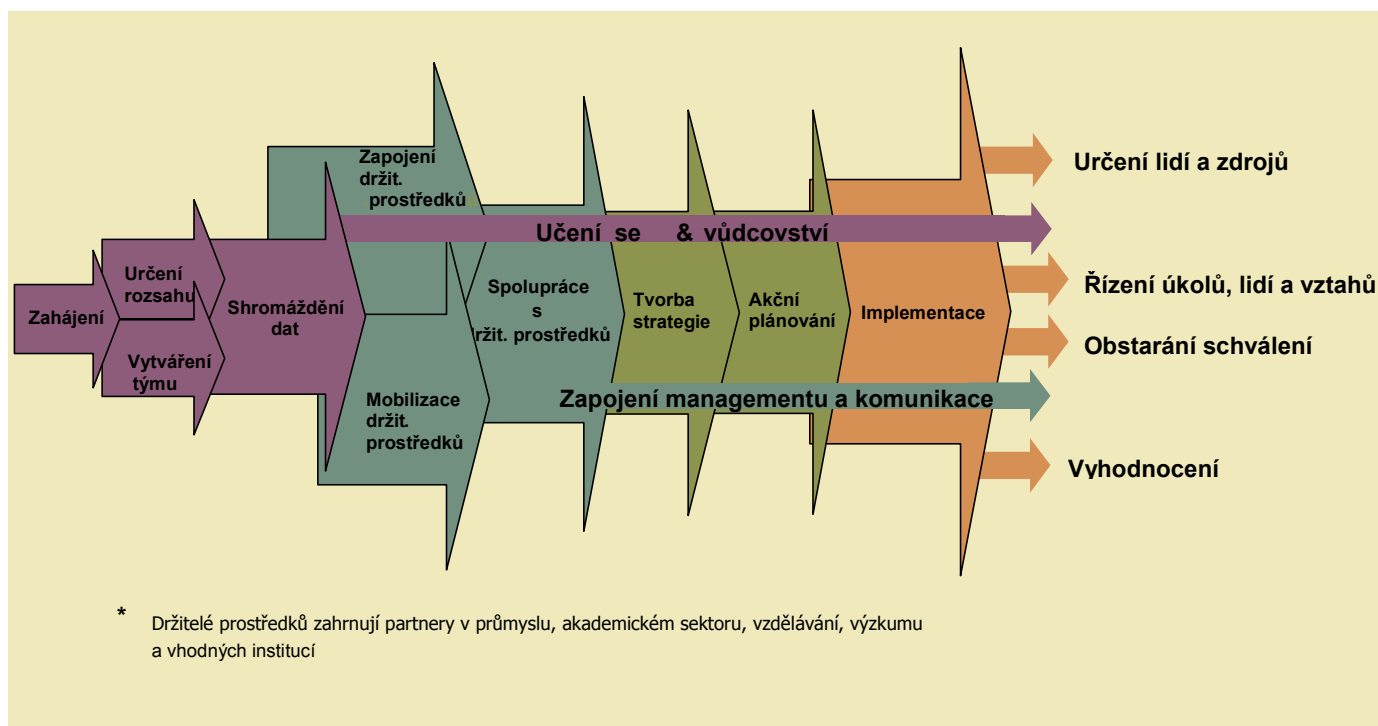 Zahájení
Určení
rozsahu
Vytváření
týmu
Shromáždění
dat
Zapojení
držit.
prostředků
Mobilizace
držit.
prostředků
Učení se & vůdcovství
Spolupráce
s
držit. prostředků
Tvorba
strategie
Akční
plánování
Implementace
Zapojení managementu a komunikace
Určení lidí a zdrojů
Řízení úkolů, lidí a vztahů
Obstarání schválení
Vyhodnocení
* Držitelé prostředků zahrnují partnery v průmyslu, akademickém sektoru, vzdělávání, výzkumu
a vhodných institucí